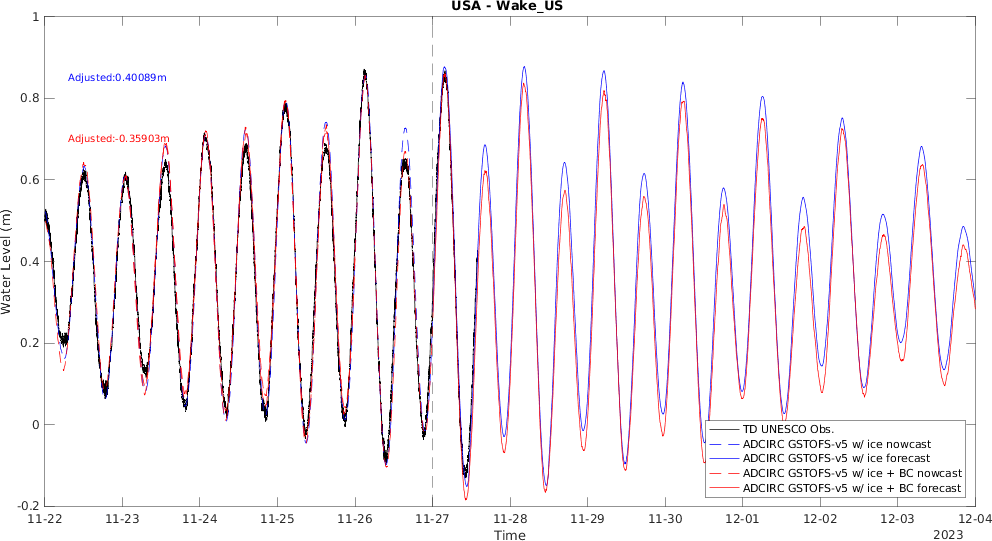 USA - Wake_US
Adjusted:0.40089m
Adjusted:-0.35903m
Water Level (m)
1
0.8
0.6
0.4
0.2
0
-0.2
TD UNESCO Obs.
ADCIRC GSTOFS-v5 w/ ice nowcast
ADCIRC GSTOFS-v5 w/ ice forecast
ADCIRC GSTOFS-v5 w/ ice + BC nowcast
ADCIRC GSTOFS-v5 w/ ice + BC forecast
11-22 11-23 11-24 11-25 11-26 11-27 11-28 11-29 11-30 12-01 12-02 12-03 12-04
Time
2023